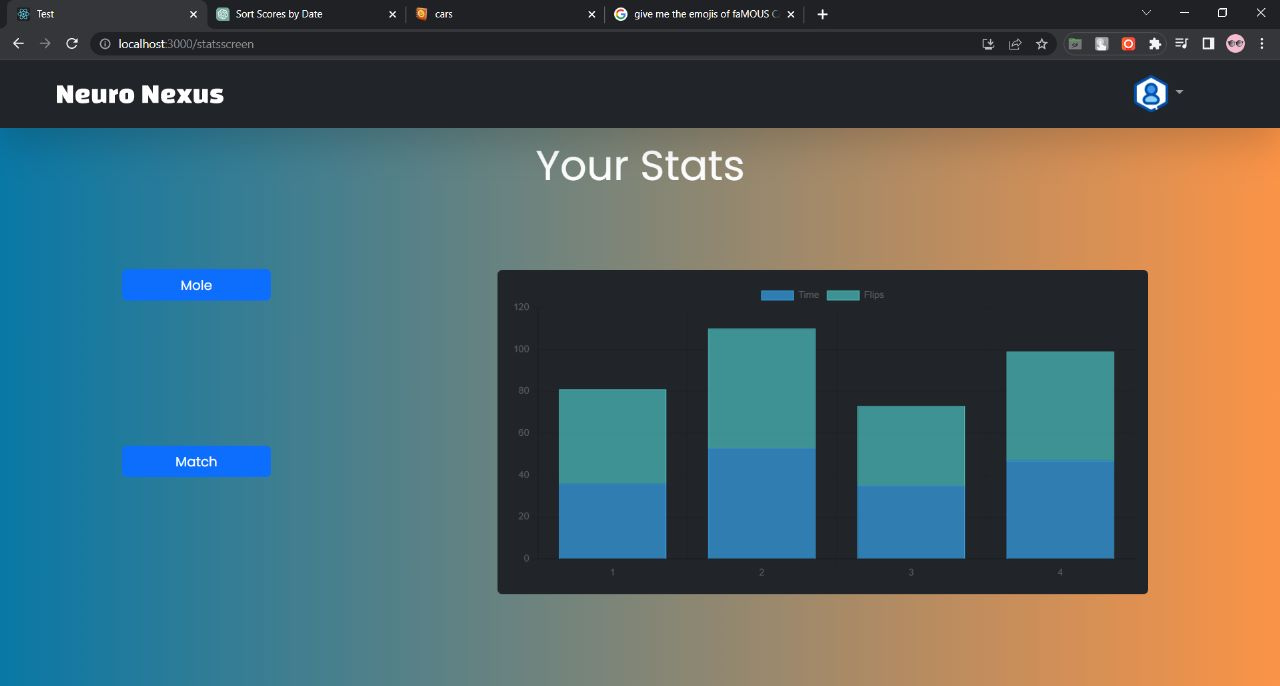 Test
Sort Scores by Date
cars
give me the emojis of faMOUS C
localhost:3000/statsscreen
Neuro Nexus
Your Stats
Mole
Match
Time
Flips
120
100
80
60
40
20
0
1
2
3
4